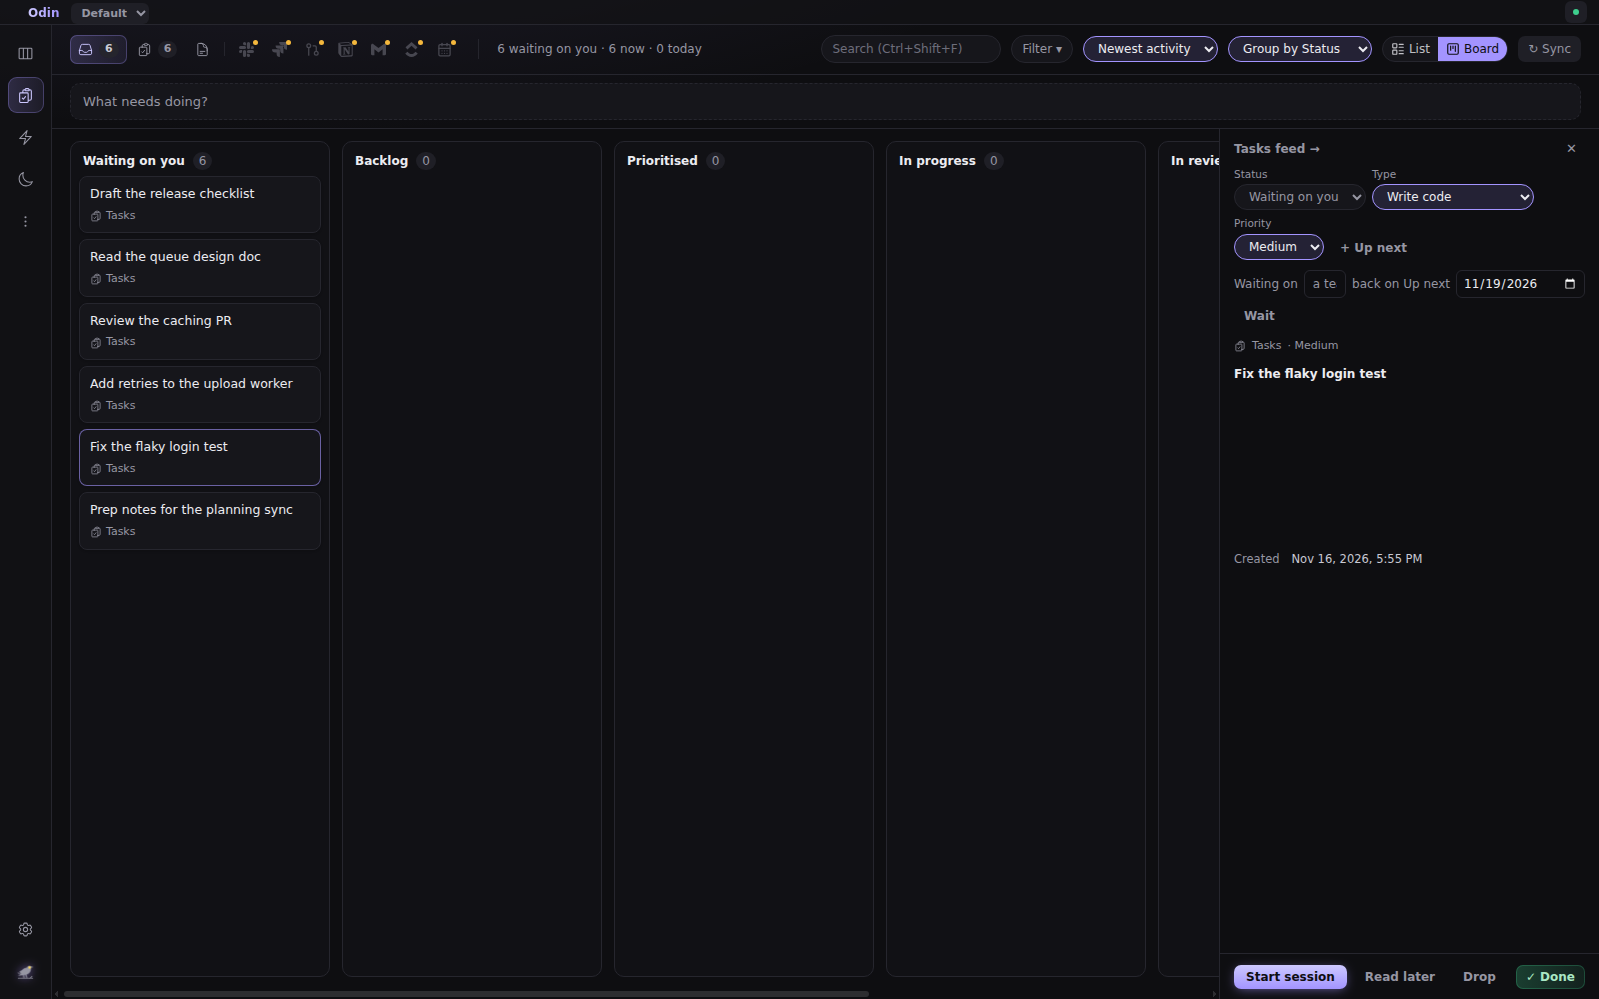 Odin
Default
6
6
6 waiting on you · 6 now · 0 today
Search (Ctrl+Shift+F)
Filter ▾
Newest activity
Group by Status
List
Board
↻ Sync
What needs doing?
Waiting on you 6
Draft the release checklist
Tasks
Read the queue design doc
Tasks
Review the caching PR
Tasks
Add retries to the upload worker
Tasks
Fix the flaky login test
Tasks
Prep notes for the planning sync
Tasks
Backlog 0
Prioritised 0
In progress 0
In revie
Tasks feed →
✕
Status
Type
Waiting on you
Write code
Priority
Medium
+ Up next
Waiting on a te back on Up next 11/19/2026
Wait
Tasks · Medium
Fix the flaky login test
Created Nov 16, 2026, 5:55 PM
Start session
Read later
Drop
✓ Done